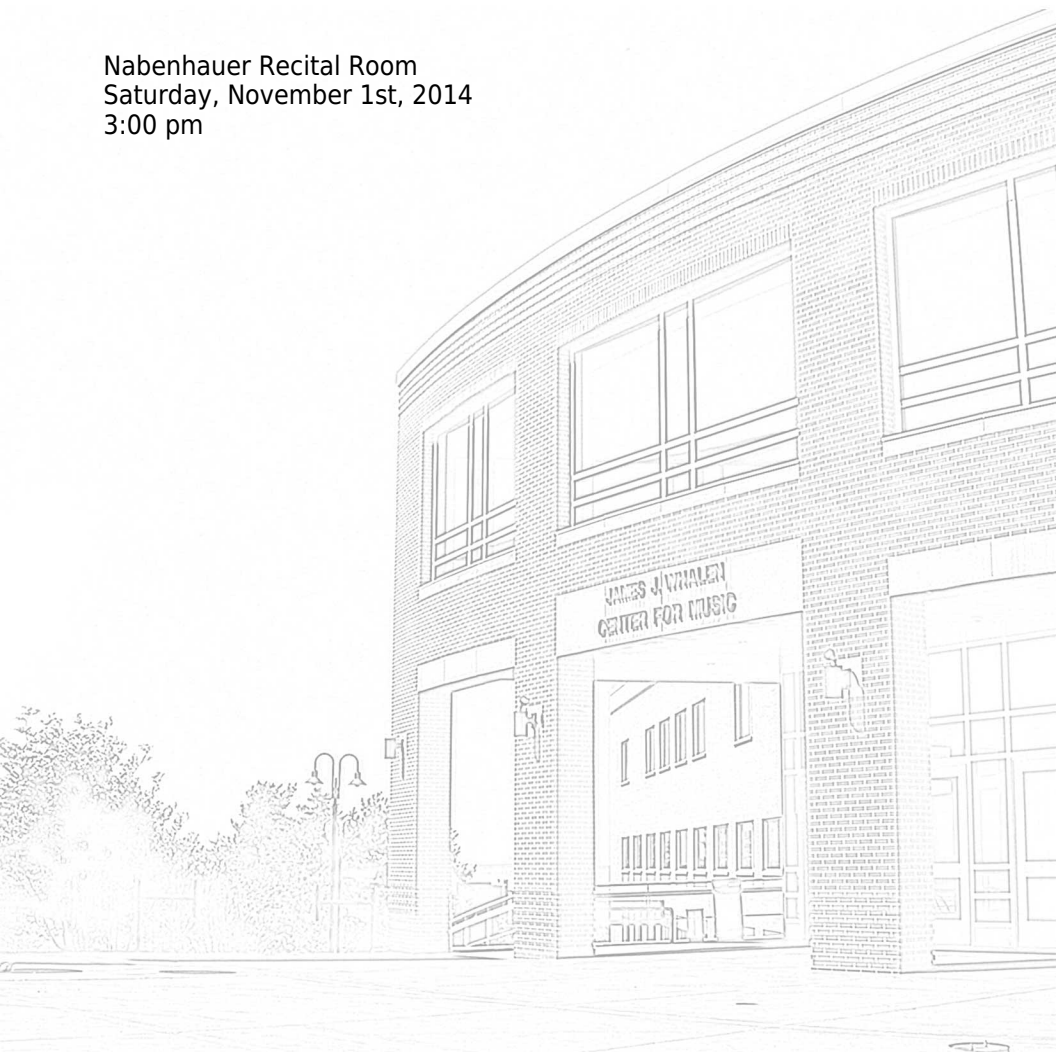 Nabenhauer Recital Room
Saturday, November 1st, 2014
3:00 pm
JAMES J. WHALEN
CENTER FOR MUSIC